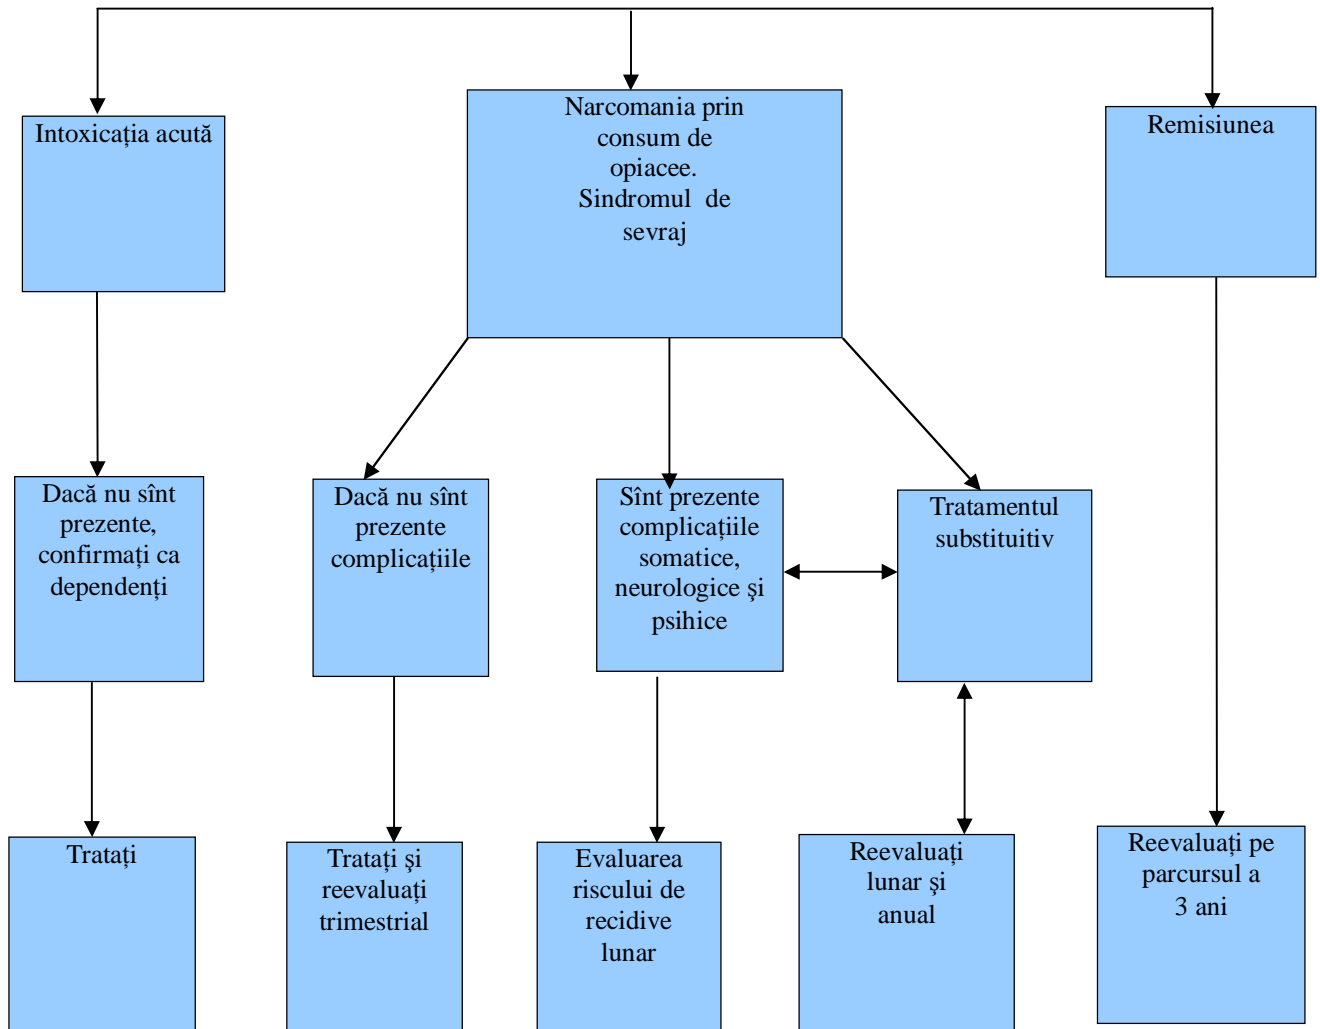 Intoxicația acută
Narcomania prin
consum de
opiacee.
Sindromul de
sevraj
Remisiunea
Dacă nu sînt
prezente,
confirmați ca
dependenți
Dacă nu sînt
prezente
complicațiile
Sînt prezente
complicațiile
somatice,
neurologice şi
psihice
Tratamentul
substituitiv
Tratați
Tratați şi
reevaluați
trimestrial
Evaluarea
riscului de
recidive
lunar
Reevaluați
lunar şi
anual
Reevaluați pe
parcursul a
3 ani